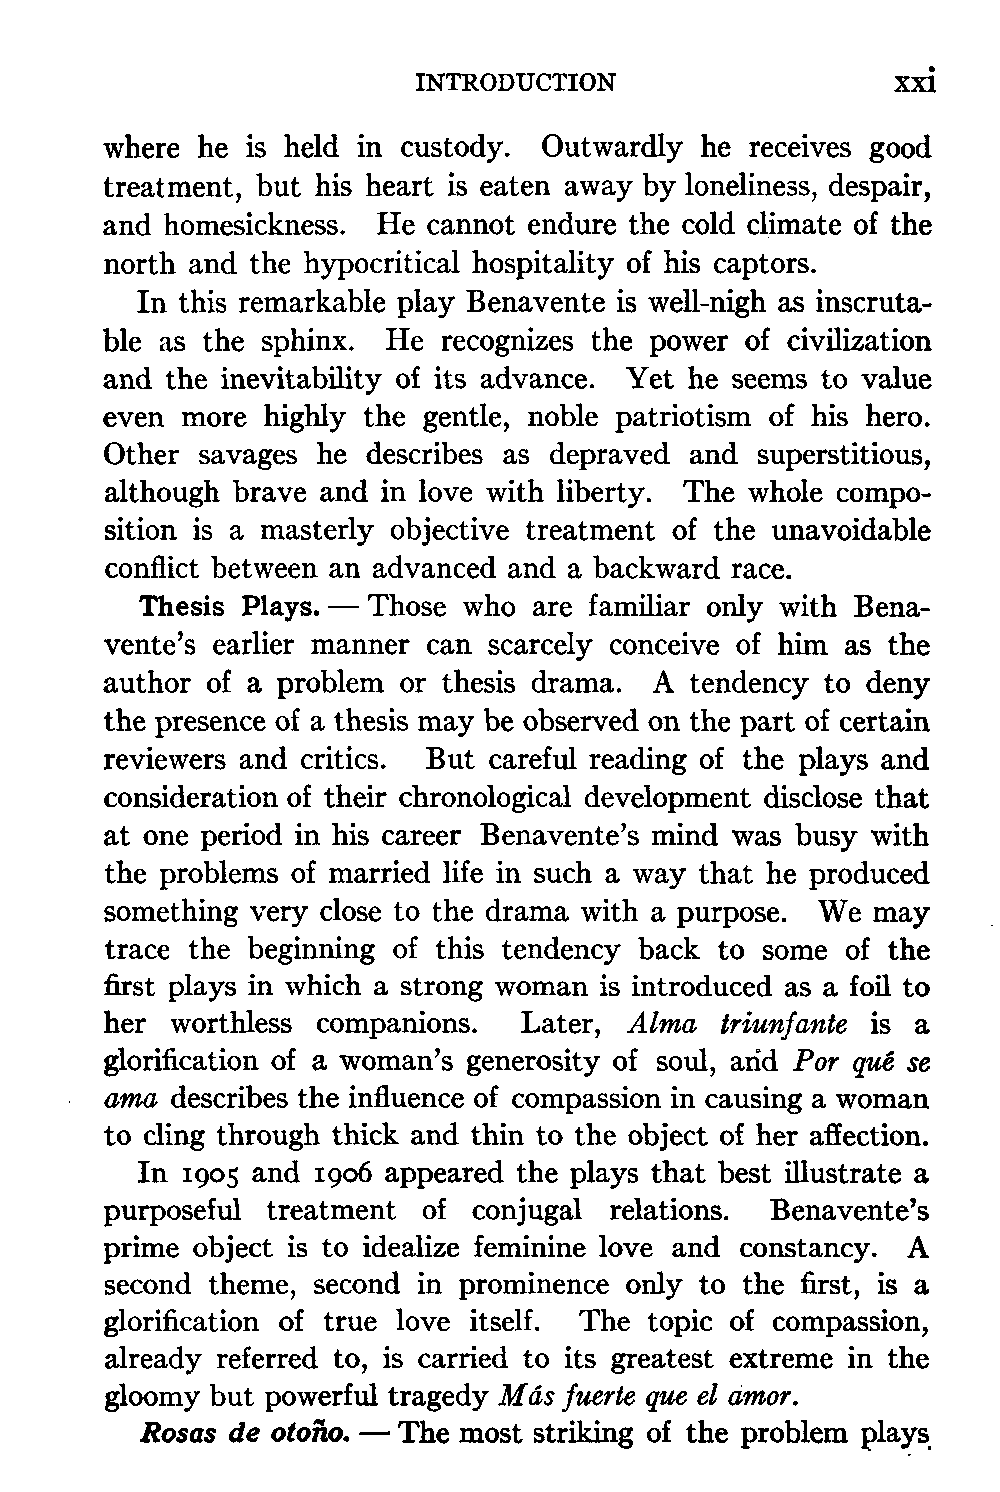 INTRODUCTION xxi
where he is held in custody. Outwardly he receives good
treatment, but his heart is eaten away by loneliness, despair,
and homesickness. He cannot endure the cold climate of the
north and the hypocritical hospitality of his captors.
In this remarkable play Benavente is well-nigh as inscruta-
ble as the sphinx. He recognizes the power of civilization
and the inevitability of its advance. Yet he seems to value
even more highly the gentle, noble patriotism of his hero.
Other savages he describes as depraved and superstitious,
although brave and in love with liberty. The whole compo-
sition is a masterly objective treatment of the unavoidable
conflict between an advanced and a backward race.
Thesis Plays. — Those who are familiar only with Bena-
vente's earlier manner can scarcely conceive of him as the
author of a problem or thesis drama. A tendency to deny
the presence of a thesis may be observed on the part of certain
reviewers and critics. But careful reading of the plays and
consideration of their chronological development disclose that
at one period in his career Benavente's mind was busy with
the problems of married life in such a way that he produced
something very close to the drama with a purpose. We may
trace the beginning of this tendency back to some of the
first plays in which a strong woman is introduced as a foil to
her worthless companions. Later, Alma triunfante is a
glorification of a woman's generosity of soul, and Por qué se
ama describes the influence of compassion in causing a woman
to cling through thick and thin to the object of her affection.
In 1905 and 1906 appeared the plays that best illustrate a
purposeful treatment of conjugal relations. Benavente's
prime object is to idealize feminine love and constancy. A
second theme, second in prominence only to the first, is a
glorification of true love itself. The topic of compassion,
already referred to, is carried to its greatest extreme in the
gloomy but powerful tragedy Más fuerte que el amor.
Rosas de otoño. — The most striking of the problem plays